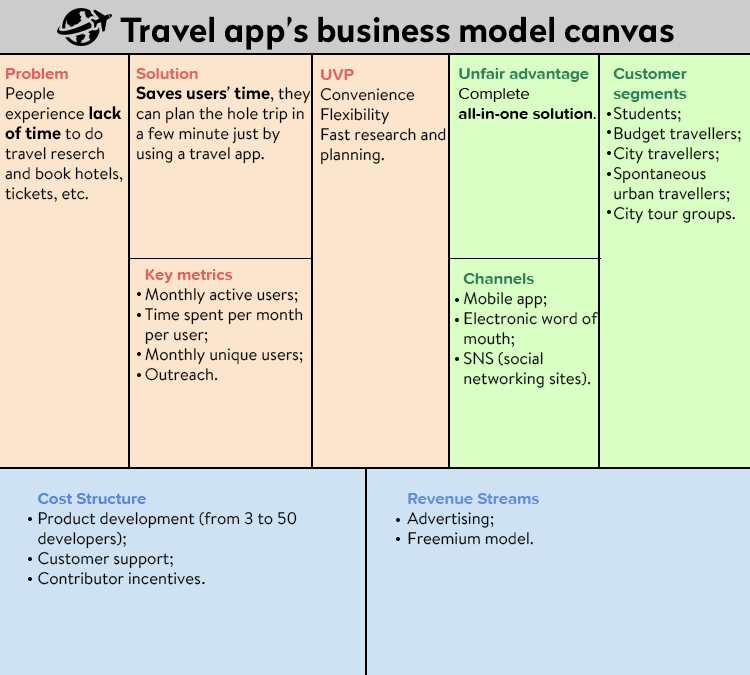 Travel app's business model canvas
Problem
People
experience lack
of time to do
travel reserch
and book hotels,
tickets, etc.
Solution
Saves users' time, they
can plan the hole trip in
a few minute just by
using a travel app.
Key metrics
• Monthly active users;
• Time spent per month
per user;
• Monthly unique users;
• Outreach.
UVP
Convenience
Flexibility
Fast research and
planning.
Unfair advantage
Complete
all-in-one solution.
Channels
• Mobile app;
• Electronic word of
mouth;
• SNS (social
networking sites).
Customer
segments
• Students;
• Budget travellers;
• City travellers;
• Spontaneous
urban travellers;
• City tour groups.
Cost Structure
• Product development (from 3 to 50
developers);
• Customer support;
• Contributor incentives.
Revenue Streams
• Advertising;
• Freemium model.